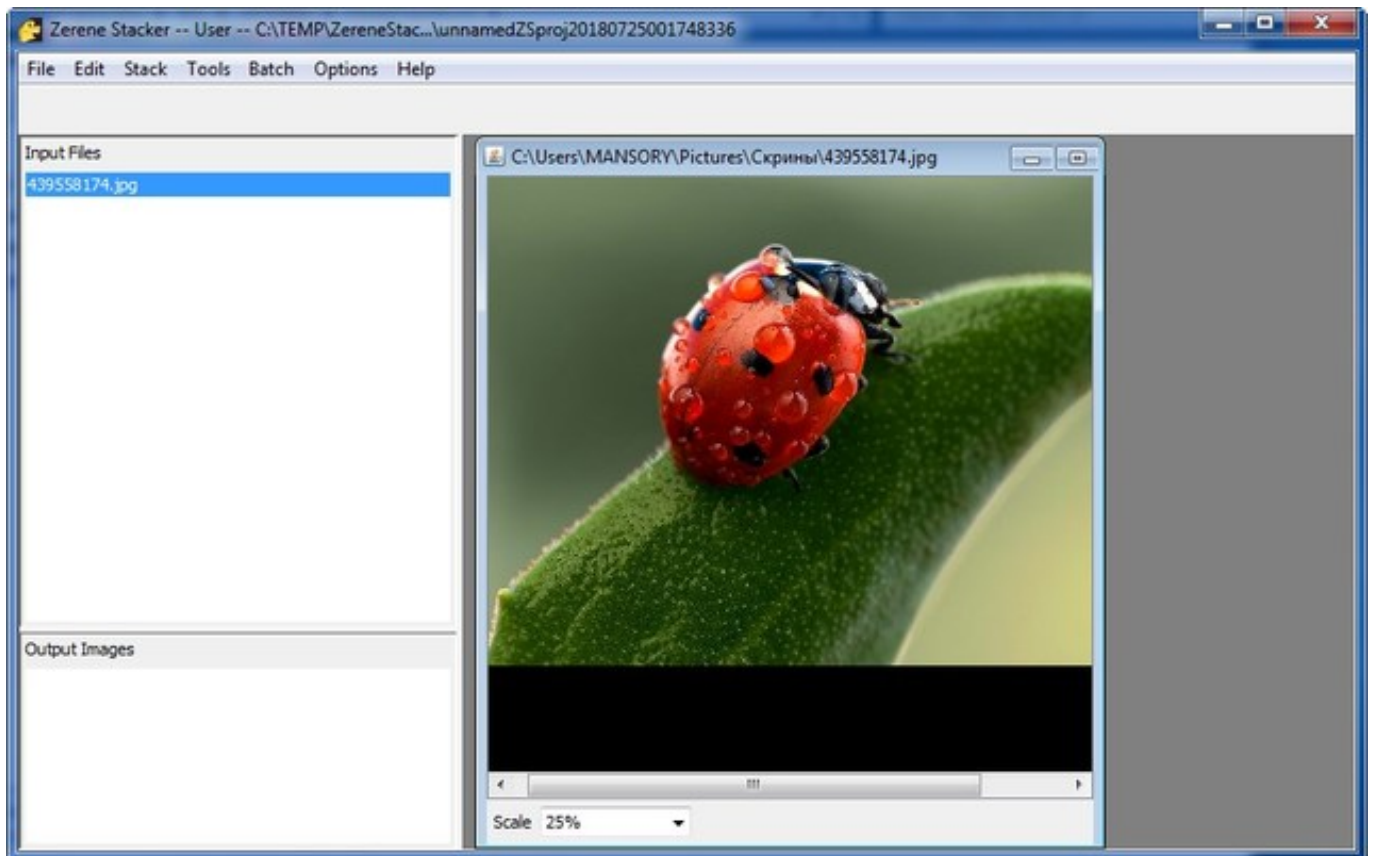 Zerene Stacker -- User -- C:\TEMP\ZereneStac...\unnamedZSproj20180725001748336
File Edit Stack Tools Batch Options Help
Input Files
439558174.jpg
C:\Users\MANSORY\Pictures\Скрины\439558174.jpg
Output Images
Scale 25%